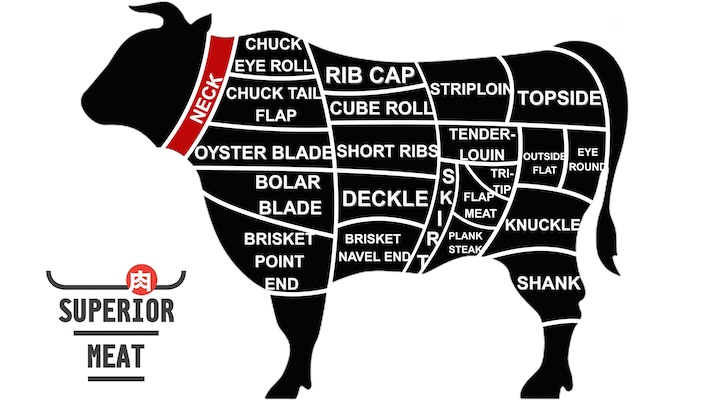 NECK
CHUCK
EYE ROLL
CHUCK TAIL
FLAP
OYSTER BLADE
BOLAR
BLADE
BRISKET
POINT
END
RIB CAP
CUBE ROLL
SHORT RIBS
DECKLE
BRISKET
NAVEL END
STRIPLOIN
TENDER-
LOUIN
SKIRT
TRI-
TIP
FLAP
MEAT
PLANK
STEAK
TOPSIDE
OUTSIDE
FLAT
EYE
ROUND
KNUCKLE
SHANK
肉
SUPERIOR
MEAT